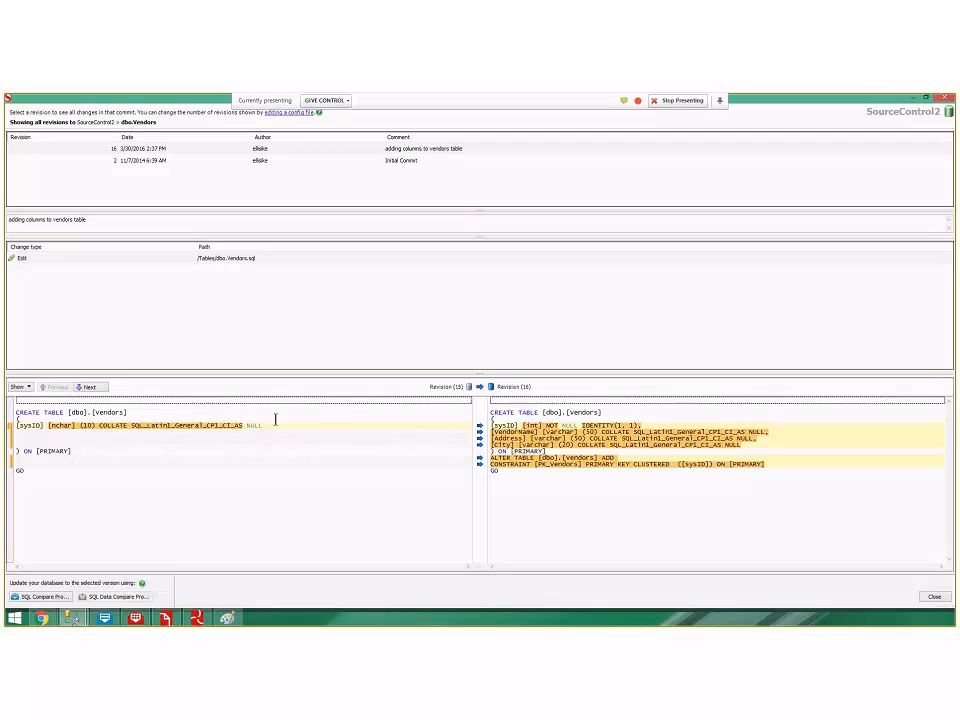 Currently presenting GIVE CONTROL Stop Presenting
Select a revision to see all changes in that commit. You can change the number of revisions shown by editing a config file.
SourceControl2
Showing all revisions to SourceControl2 > dbo.Vendors
Revision Date Author Comment
16 3/30/2016 2:37 PM ellske adding columns to vendors table
2 11/7/2014 6:39 AM ellske Initial Commit
adding columns to vendors table
Change type Path
Edit /Tables/dbo.Vendors.sql
Show Previous Next Revision (15) Revision (16)
CREATE TABLE [dbo].[Vendors]
(
[sysID] [nchar] (10) COLLATE SQL_Latin1_General_CP1_CI_AS NULL
) ON [PRIMARY]
GO
CREATE TABLE [dbo].[Vendors]
(
[sysID] [int] NOT NULL IDENTITY(1, 1),
[VendorName] [varchar] (50) COLLATE SQL_Latin1_General_CP1_CI_AS NULL,
[Address] [varchar] (50) COLLATE SQL_Latin1_General_CP1_CI_AS NULL,
[City] [varchar] (20) COLLATE SQL_Latin1_General_CP1_CI_AS NULL
) ON [PRIMARY]
ALTER TABLE [dbo].[Vendors] ADD
CONSTRAINT [PK_Vendors] PRIMARY KEY CLUSTERED ([sysID]) ON [PRIMARY]
GO
Update your database to the selected version using:
SQL Compare Pro... SQL Data Compare Pro... Close